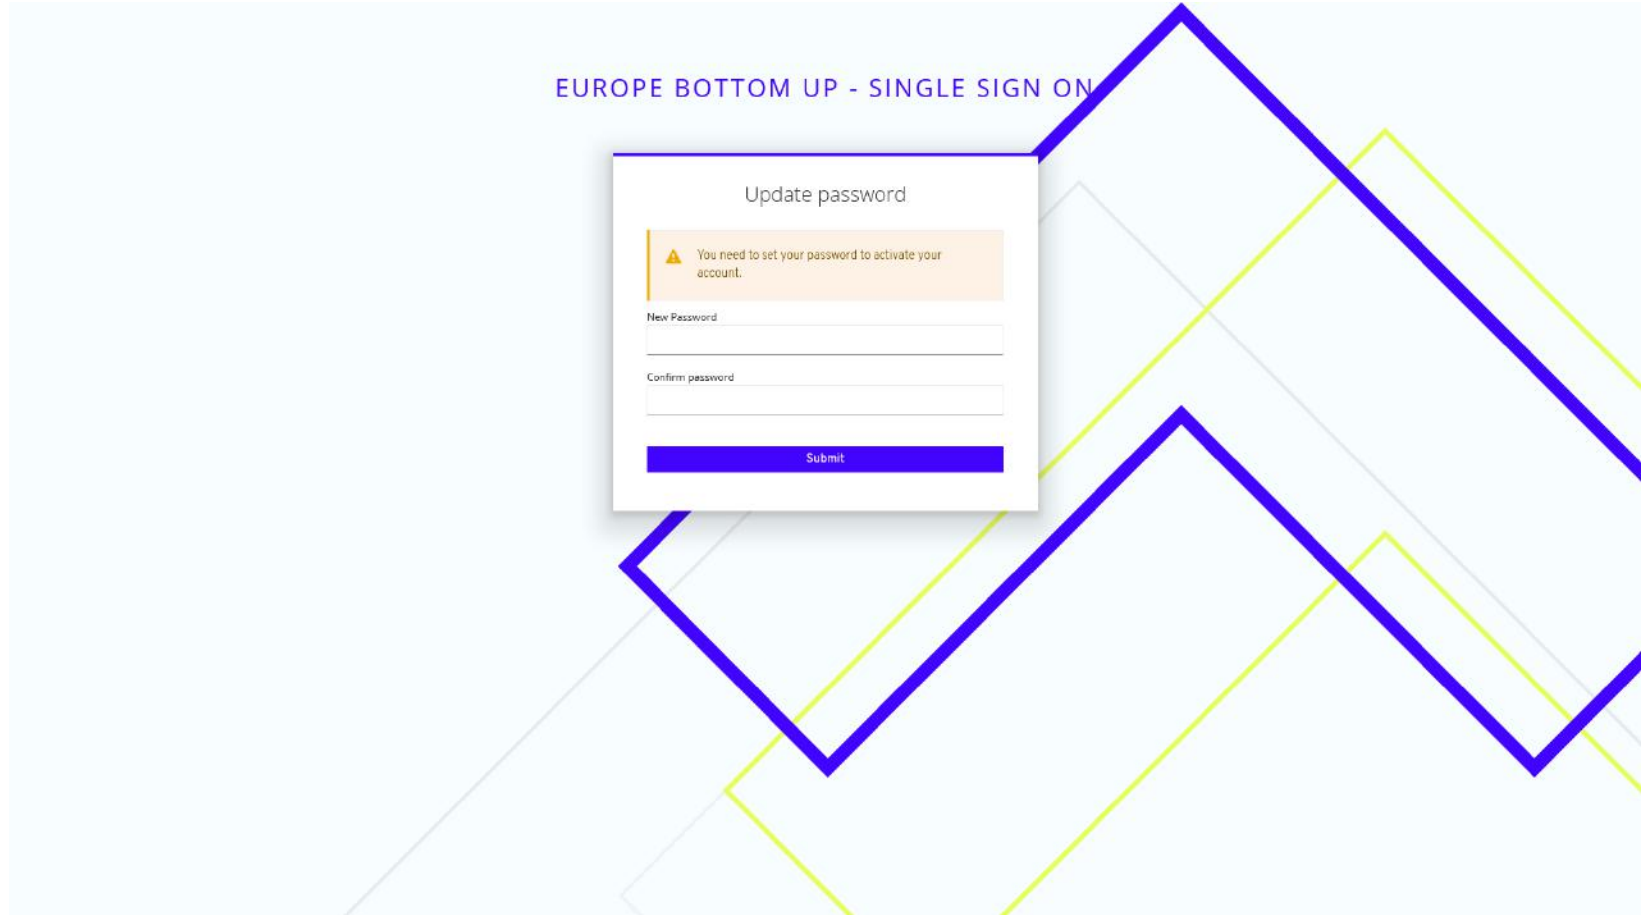 EUROPE BOTTOM UP - SINGLE SIGN ON
Update password
You need to set your password to activate your
account.
New Password
Confirm password
Submit